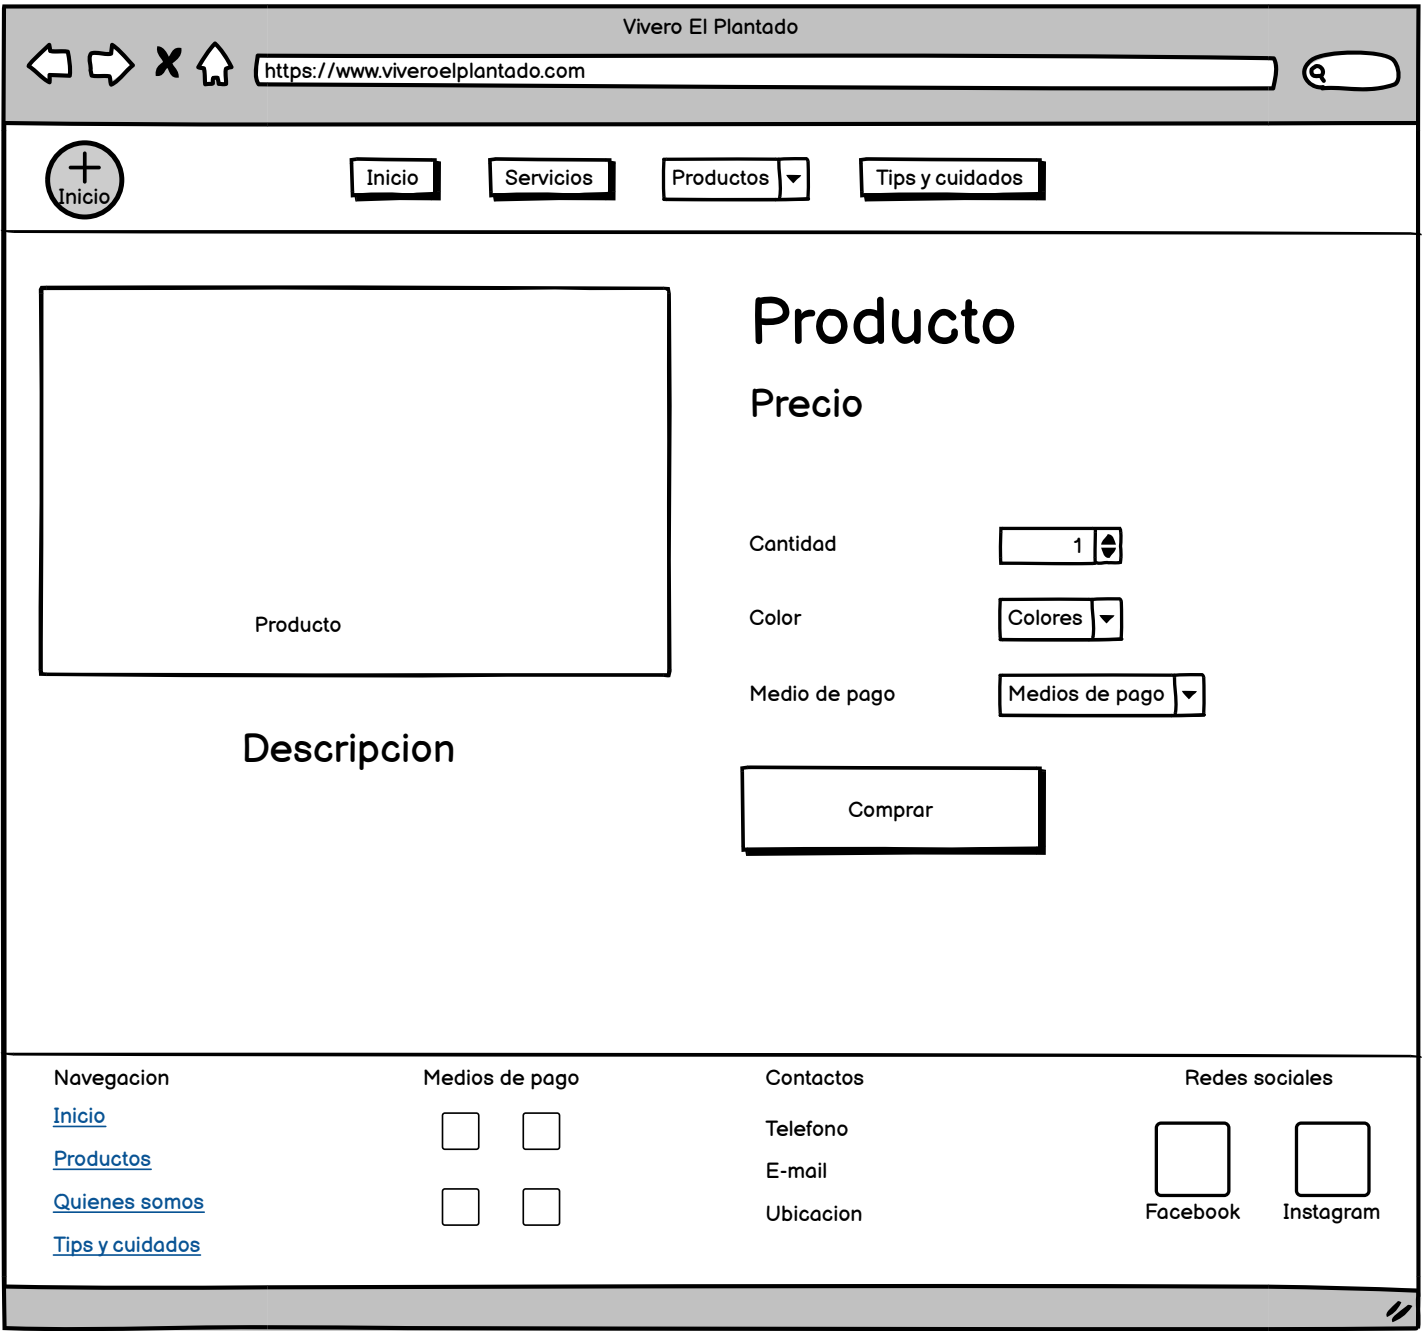 Vivero El Plantado
https://www.viveroelplantado.com
Inicio
Inicio
Servicios
Productos
Tips y cuidados
Producto
Descripcion
Producto
Precio
Cantidad
1
Color
Colores
Medio de pago
Medios de pago
Comprar
Navegacion
Inicio
Productos
Quienes somos
Tips y cuidados
Medios de pago
Contactos
Telefono
E-mail
Ubicacion
Redes sociales
Facebook
Instagram